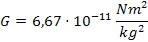 G = 6,67 · 10⁻¹¹ Nm²/kg²